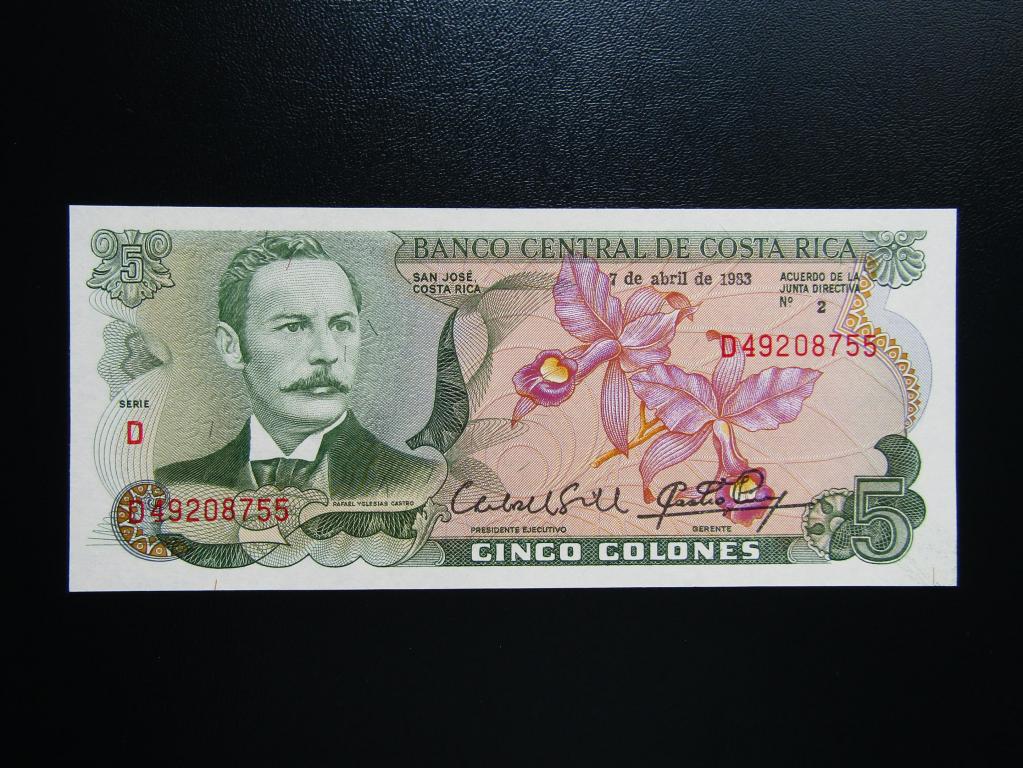 5
BANCO CENTRAL DE COSTA RICA
SAN JOSÉ,
COSTA RICA
7 de abril de 1983
ACUERDO DE LA
JUNTA DIRECTIVA
Nº 2
D49208755
SERIE
D
D49208755
RAFAEL YGLESIAS CASTRO
PRESIDENTE EJECUTIVO
GERENTE
CINCO COLONES
5